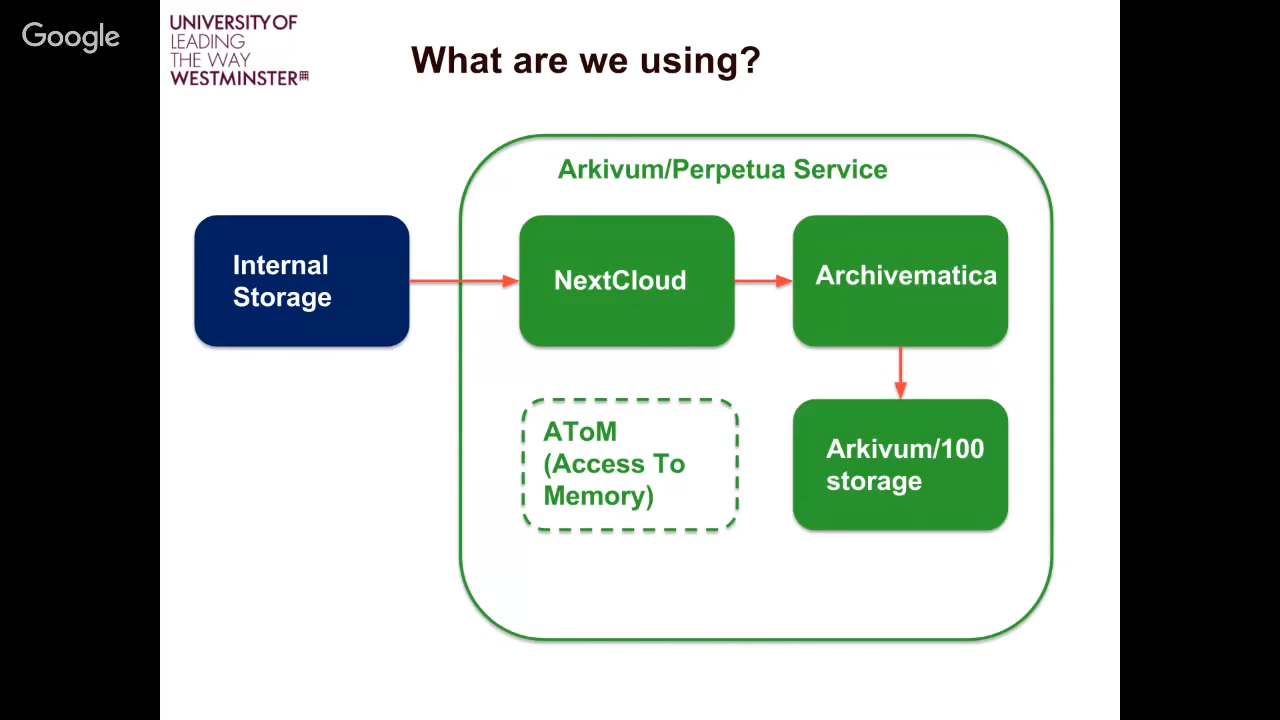 Google
UNIVERSITY OF
LEADING
THE WAY
WESTMINSTER
What are we using?
Arkivum/Perpetua Service
Internal
Storage
NextCloud
Archivematica
AToM
(Access To
Memory)
Arkivum/100
storage